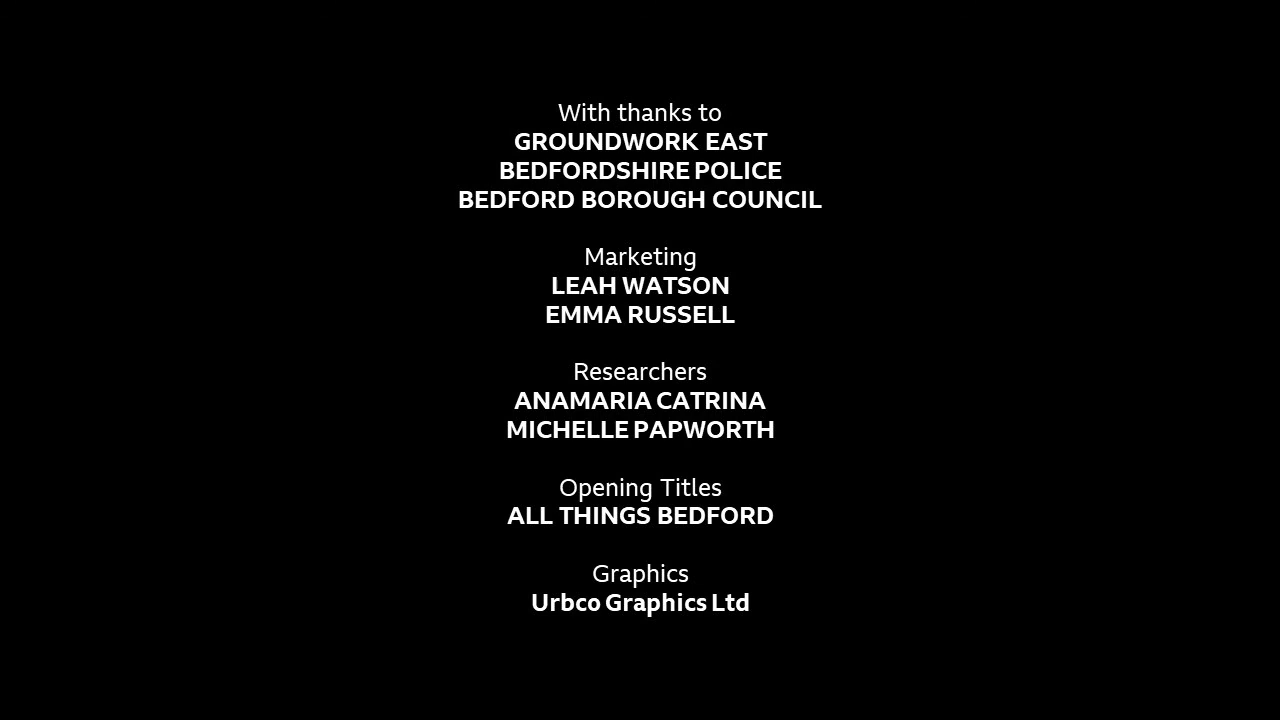 With thanks to
GROUNDWORK EAST
BEDFORDSHIRE POLICE
BEDFORD BOROUGH COUNCIL
Marketing
LEAH WATSON
EMMA RUSSELL
Researchers
ANAMARIA CATRINA
MICHELLE PAPWORTH
Opening Titles
ALL THINGS BEDFORD
Graphics
Urbco Graphics Ltd